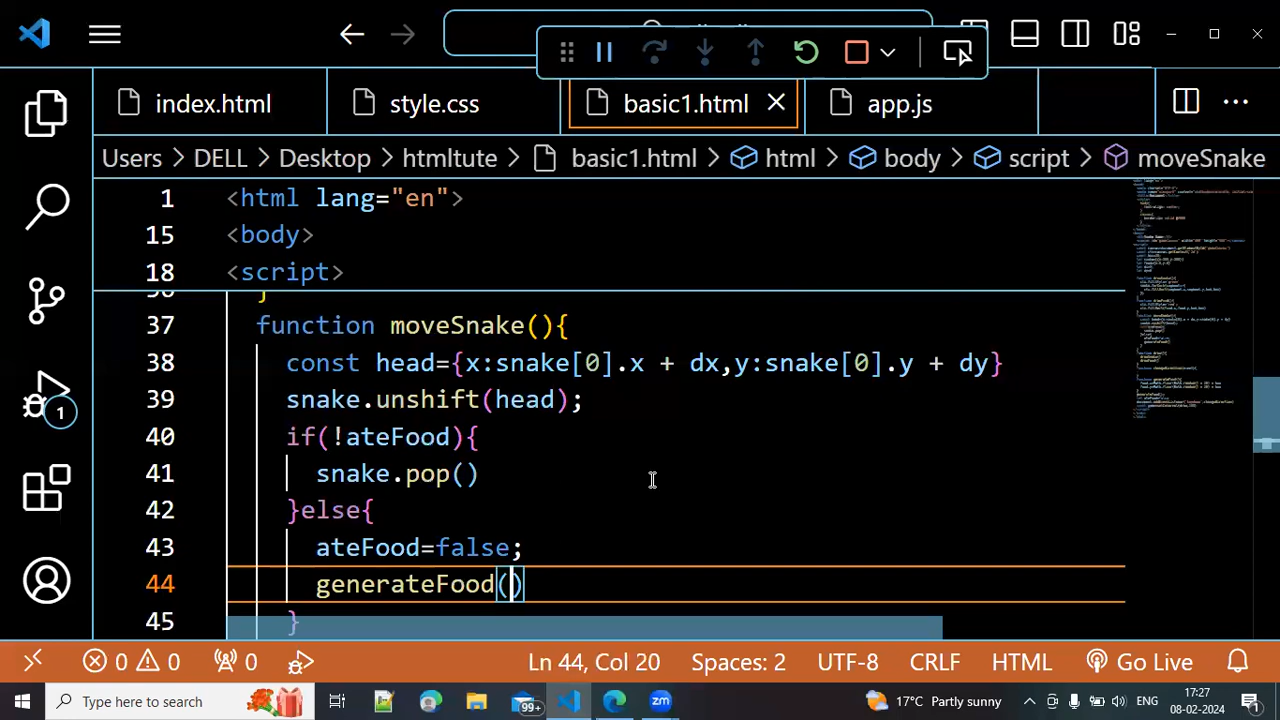 index.html style.css basic1.html app.js
Users > DELL > Desktop > htmltute > basic1.html > html > body > script > moveSnake
1 <html lang="en" >
15 <body>
18 <script>
37 function moveSnake(){
38 const head={x:snake[0].x + dx,y:snake[0].y + dy}
39 snake.unshift(head);
40 if(!ateFood){
41 snake.pop()
42 }else{
43 ateFood=false;
44 generateFood()
45 }
1
0 0 0 Ln 44, Col 20 Spaces: 2 UTF-8 CRLF HTML Go Live
Type here to search 99+ 17°C Partly sunny ENG 17:27
08-02-2024